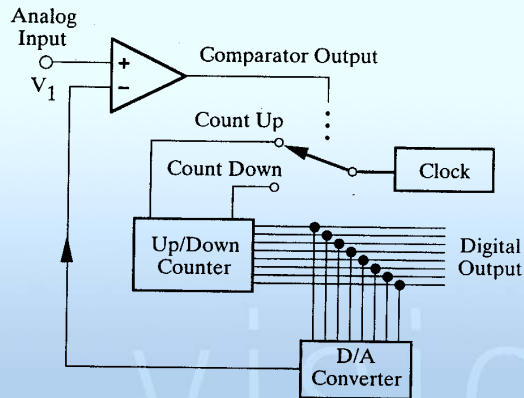 Analog
Input
V1
+
−
Comparator Output
Count Up
Count Down
Clock
Up/Down
Counter
Digital
Output
D/A
Converter